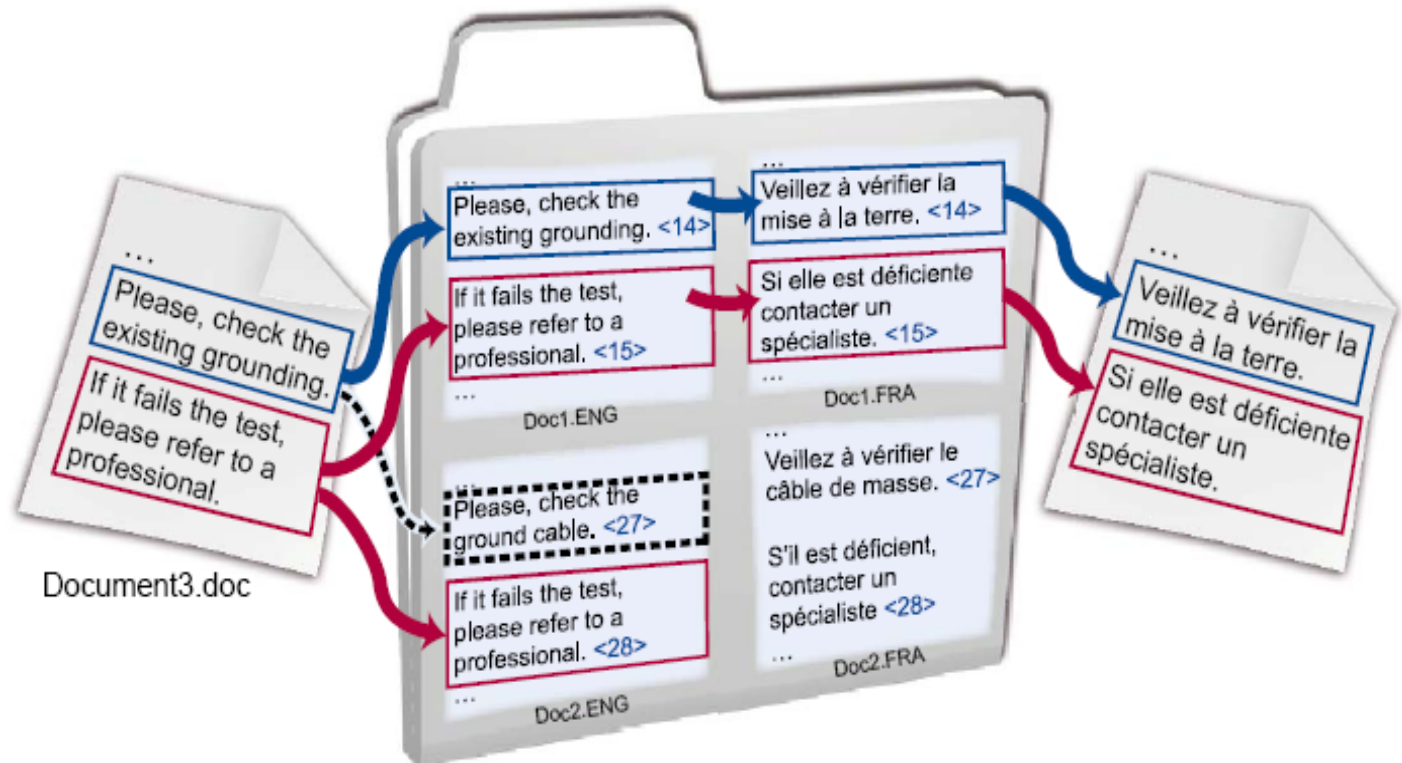 ...
Please, check the
existing grounding.
If it fails the test,
please refer to a
professional.
Document3.doc
...
Please, check the
existing grounding. <14>
If it fails the test,
please refer to a
professional. <15>
...
Doc1.ENG
...
Veillez à vérifier la
mise à la terre. <14>
Si elle est déficiente
contacter un
spécialiste. <15>
...
Doc1.FRA
...
Please, check the
ground cable. <27>
If it fails the test,
please refer to a
professional. <28>
...
Doc2.ENG
...
Veillez à vérifier le
câble de masse. <27>
S'il est déficient,
contacter un
spécialiste <28>
...
Doc2.FRA
...
Veillez à vérifier la
mise à la terre.
Si elle est déficiente
contacter un
spécialiste.